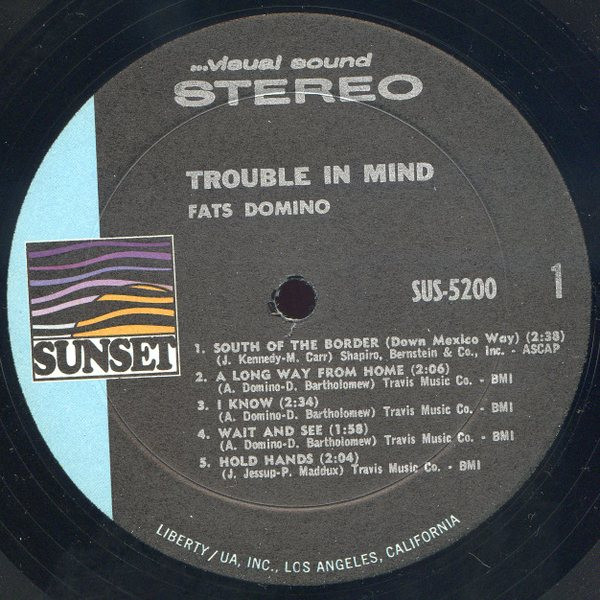 ...visual sound
STEREO
TROUBLE IN MIND
FATS DOMINO
SUS-5200 1
SUNSET
1. SOUTH OF THE BORDER (Down Mexico Way) (2:38)
(J. Kennedy-M. Carr) Shapiro, Bernstein & Co., Inc. - ASCAP
2. A LONG WAY FROM HOME (2:06)
(A. Domino-D. Bartholomew) Travis Music Co. - BMI
3. I KNOW (2:34)
(A. Domino-D. Bartholomew) Travis Music Co. - BMI
4. WAIT AND SEE (1:58)
(A. Domino-D. Bartholomew) Travis Music Co. - BMI
5. HOLD HANDS (2:04)
(J. Jessup-P. Maddux) Travis Music Co. - BMI
LIBERTY/UA, INC., LOS ANGELES, CALIFORNIA